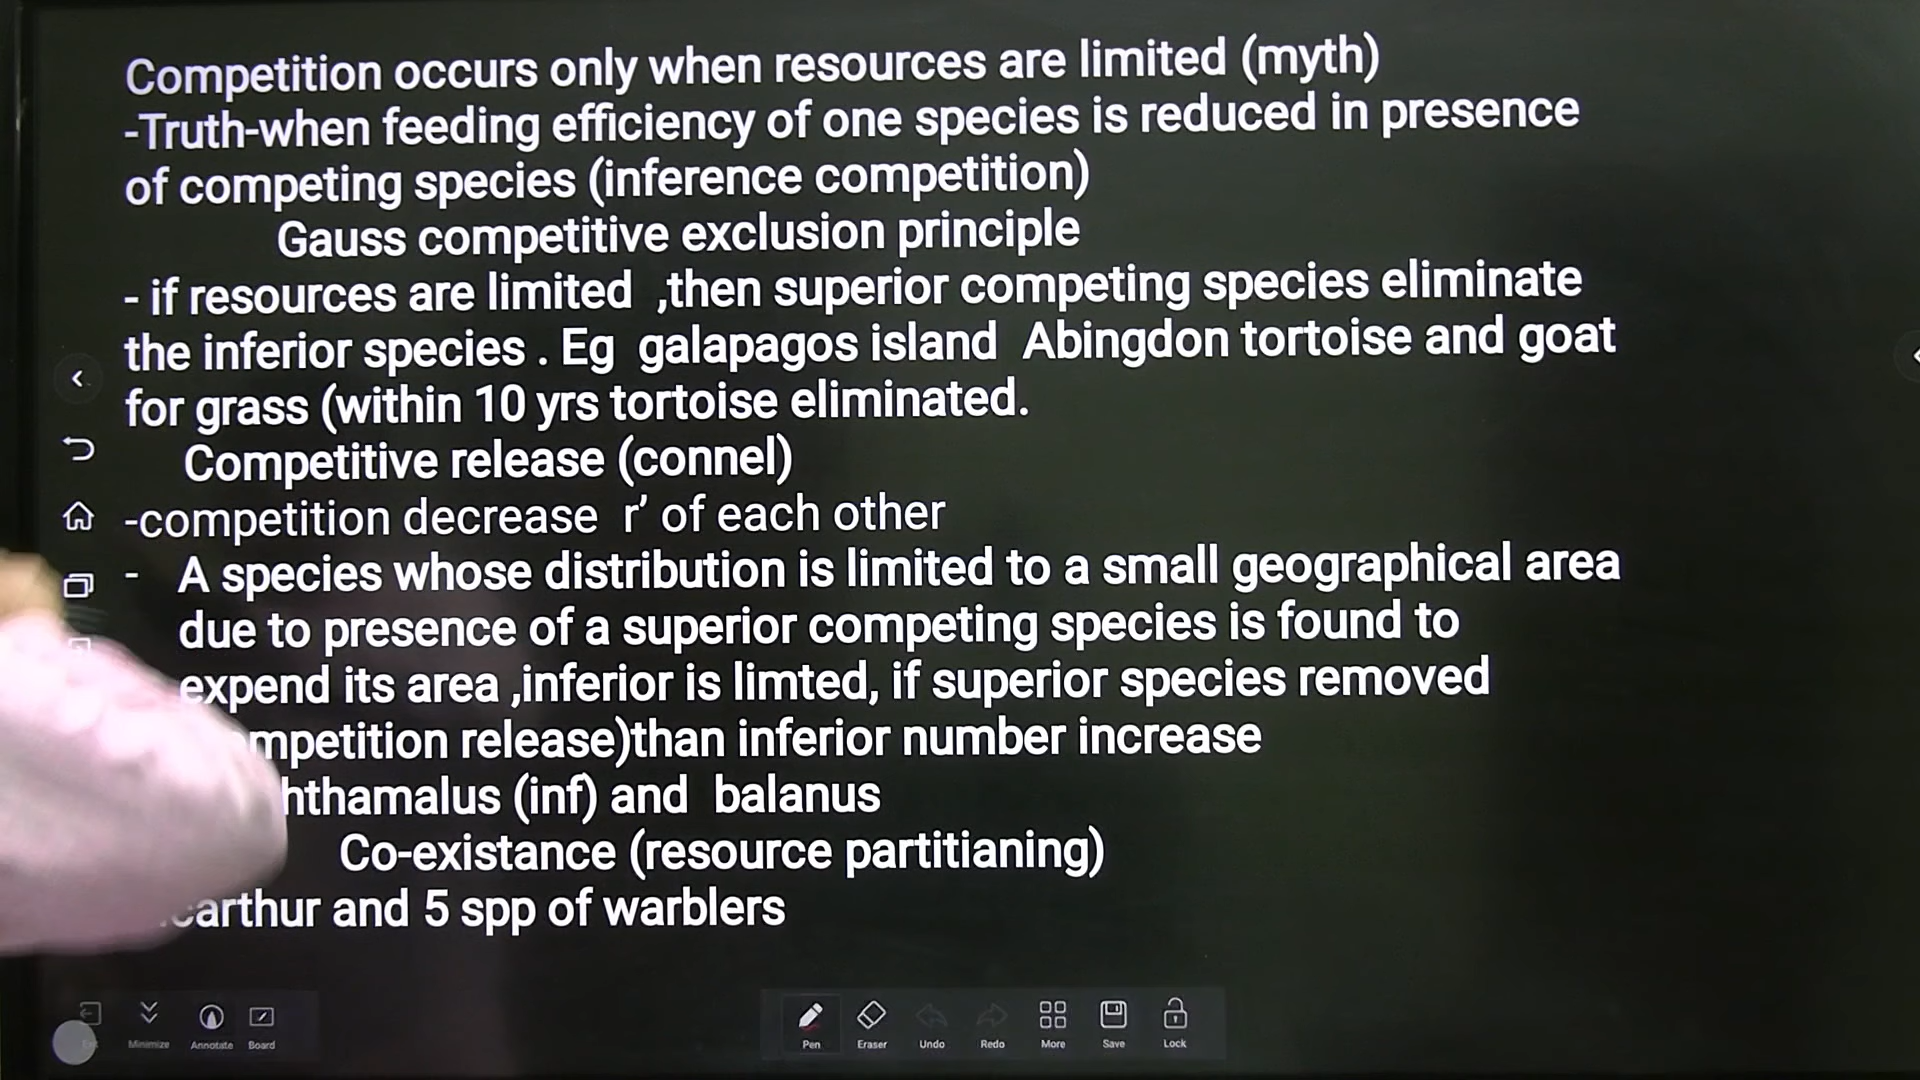 Competition occurs only when resources are limited (myth)
-Truth-when feeding efficiency of one species is reduced in presence
of competing species (inference competition)
Gauss competitive exclusion principle
- if resources are limited ,then superior competing species eliminate
the inferior species . Eg galapagos island Abingdon tortoise and goat
for grass (within 10 yrs tortoise eliminated.
Competitive release (connel)
-competition decrease r' of each other
- A species whose distribution is limited to a small geographical area
due to presence of a superior competing species is found to
expend its area ,inferior is limted, if superior species removed
mpetition release)than inferior number increase
hthamalus (inf) and balanus
Co-existance (resource partitianing)
carthur and 5 spp of warblers
Minimize Annotate Board Pen Eraser Undo Redo More Save Lock